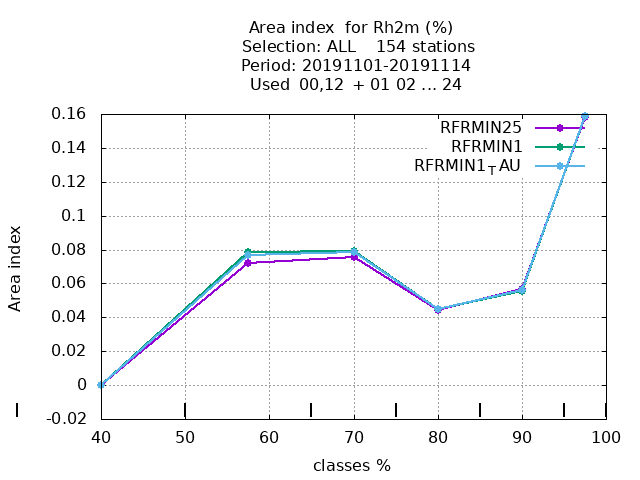 Area index  for Rh2m (%)
Selection: ALL    154 stations
Period: 20191101-20191114
Used  00,12  + 01 02 ... 24
RFRMIN25
RFRMIN1
RFRMIN1TAU
0.16
0.14
0.12
0.1
0.08
0.06
0.04
0.02
0
-0.02
Area index
40
50
60
70
80
90
100
classes %